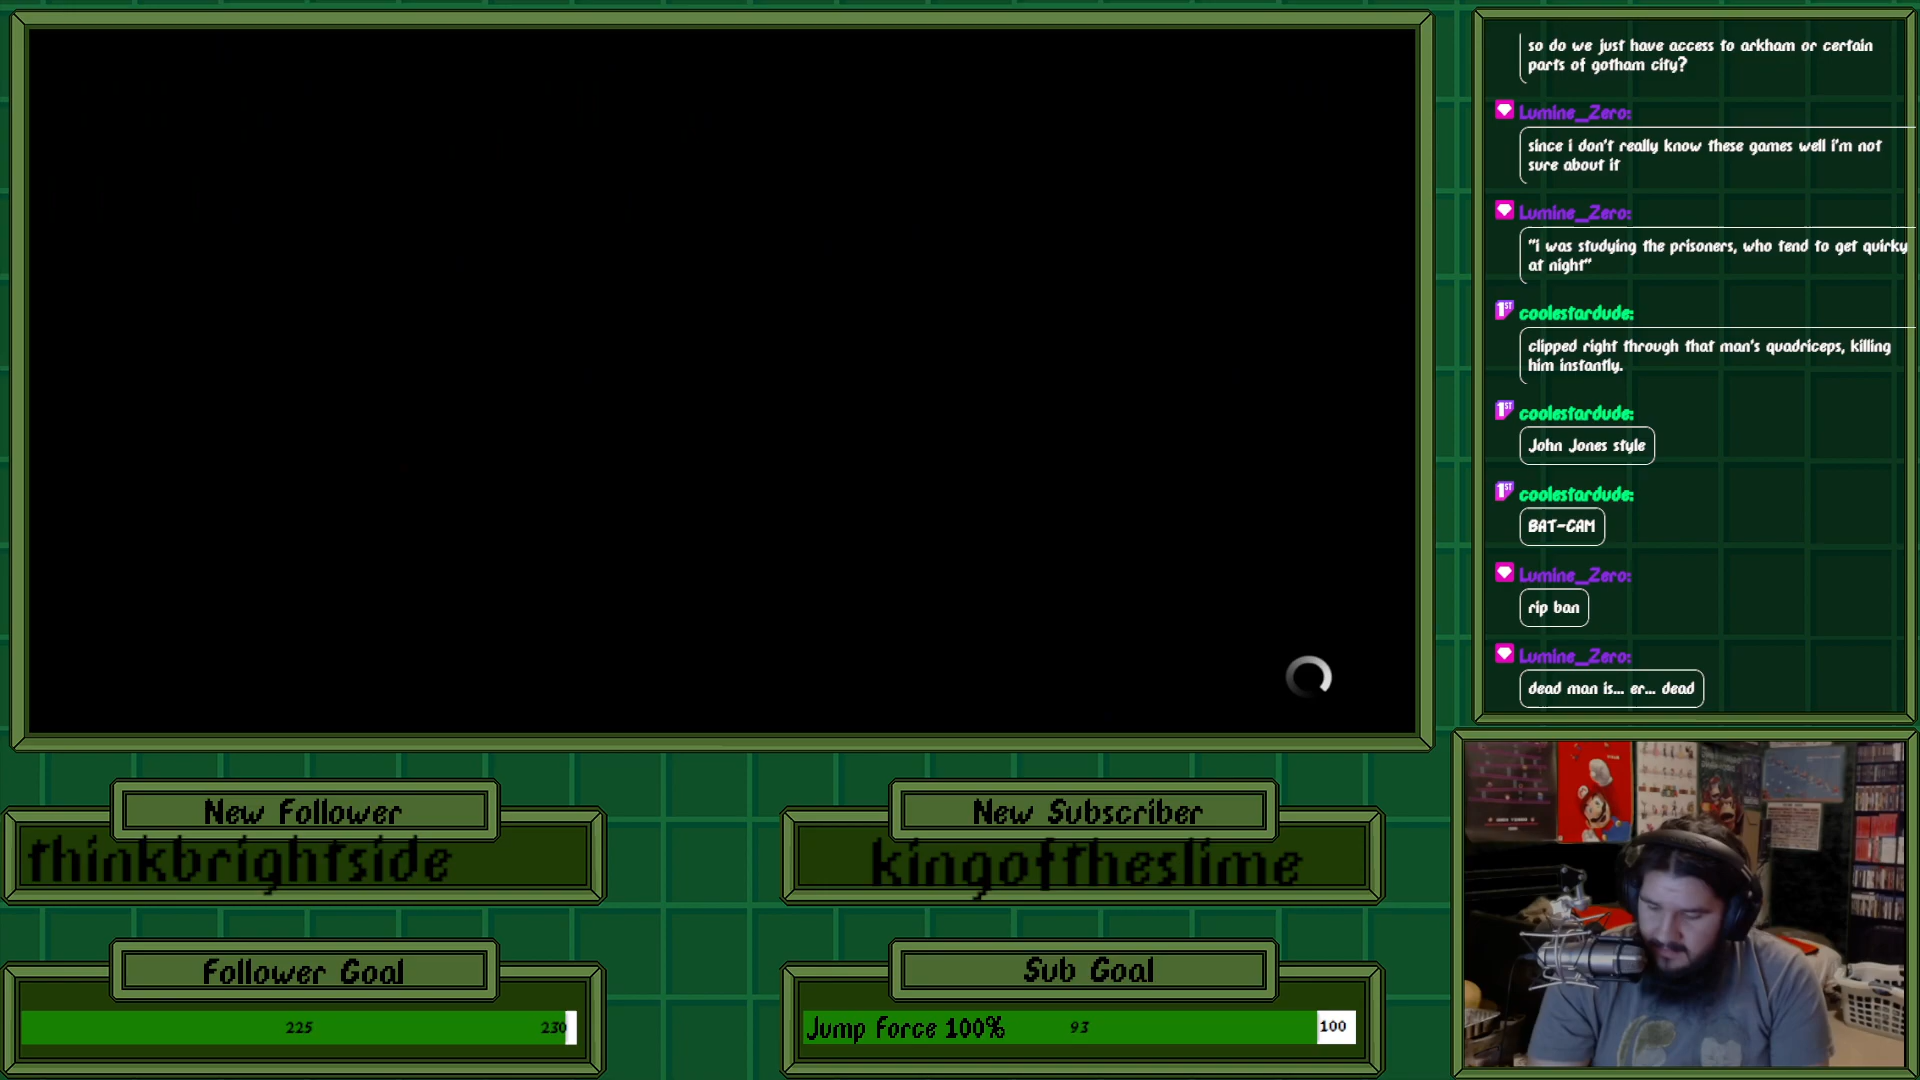 so do we just have access to arkham or certain
parts of gotham city?
Lumine_Zero:
since i don't really know these games well i'm not
sure about it
Lumine_Zero:
"i was studying the prisoners, who tend to get quirky
at night"
1ST
coolestardude:
clipped right through that man's quadriceps, killing
him instantly.
1ST
coolestardude:
John Jones style
1ST
coolestardude:
BAT-CAM
Lumine_Zero:
rip ban
Lumine_Zero:
dead man is... er... dead
New Follower
thinkbrightside
New Subscriber
kingoftheslime
Follower Goal
225
230
Sub Goal
Jump Force 100%
93
100